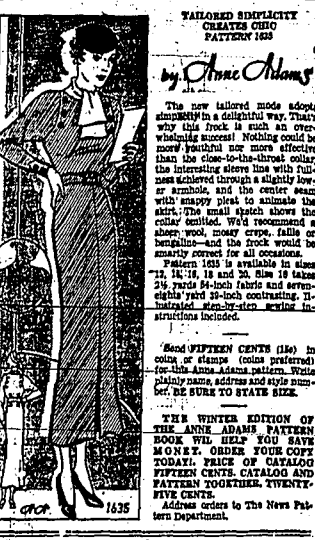 TAILORED SIMPLICITY
CREATES CHIC
PATTERN 1635
by Anne Adams
The new tailored mode adopts
simplicity in a delightful way. That's
why this frock is such an over-
whelming success! Nothing could be
more youthful nor more effective
than the close-to-the-throat collar,
the interesting sleeve line with full-
ness achieved through a slightly low-
er armhole, and the center seam
with snappy pleat to animate the
skirt. The small sketch shows the
collar omitted. We'd recommend a
sheer wool, mossy crepe, faille or
bengaline—and the frock would be
smartly correct for all occasions.
Pattern 1635 is available in sizes
12, 14, 16, 18 and 20. Size 16 takes
yards 54-inch fabric and seven-
eights yard 39-inch contrasting. Il-
lustrated step-by-step sewing in-
structions included.
Send FIFTEEN CENTS (15c) in
coins or stamps (coins preferred)
for this Anne Adams pattern. Write
plainly name, address and style num-
ber. BE SURE TO STATE SIZE.
THE WINTER EDITION OF
THE ANNE ADAMS PATTERN
BOOK WIL HELP YOU SAVE
MONEY. ORDER YOUR COPY
TODAY. PRICE OF CATALOG
FIFTEEN CENTS. CATALOG AND
PATTERN TOGETHER, TWENTY-
FIVE CENTS.
Address orders to The News Pat-
tern Department.
1635